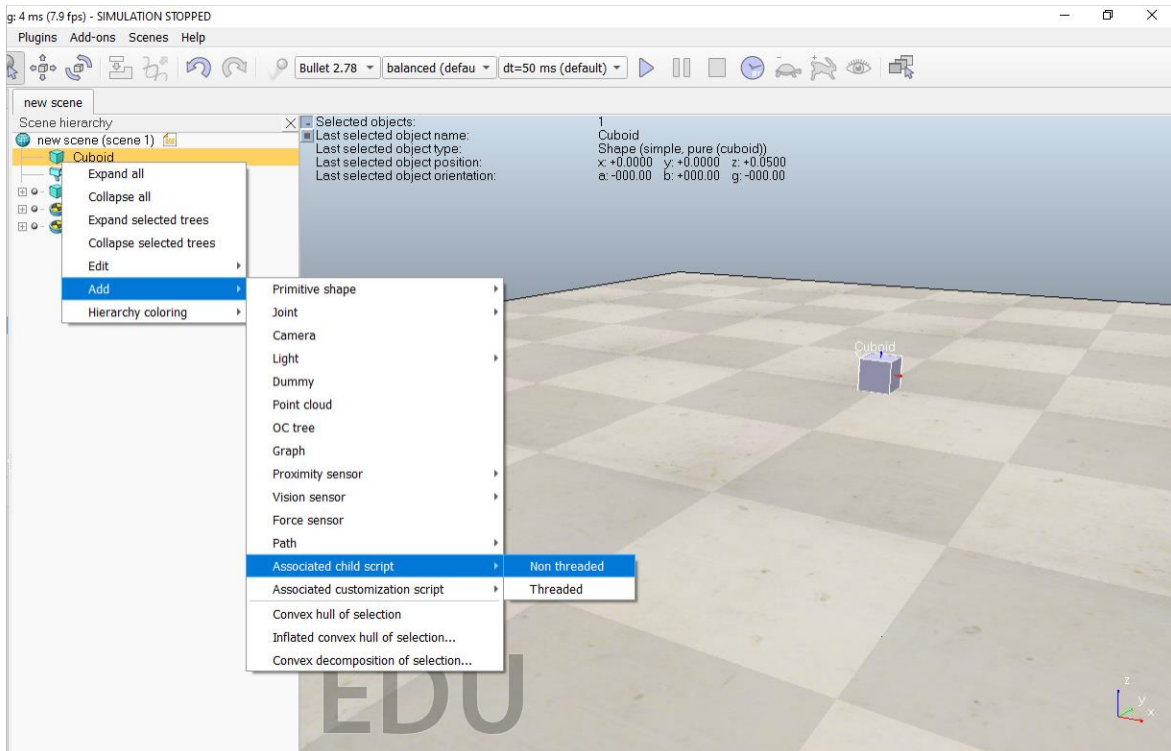 g: 4 ms (7.9 fps) - SIMULATION STOPPED
Plugins Add-ons Scenes Help
Bullet 2.78 balanced (defau dt=50 ms (default)
new scene
Scene hierarchy
new scene (scene 1)
Cuboid
Selected objects: 1
Last selected object name: Cuboid
Last selected object type: Shape (simple, pure (cuboid))
Last selected object position: x: +0.0000 y: +0.0000 z: +0.0500
Last selected object orientation: a: -000.00 b: +000.00 g: -000.00
Expand all
Collapse all
Expand selected trees
Collapse selected trees
Edit
Add
Hierarchy coloring
Primitive shape
Joint
Camera
Light
Dummy
Point cloud
OC tree
Graph
Proximity sensor
Vision sensor
Force sensor
Path
Associated child script
Associated customization script
Convex hull of selection
Inflated convex hull of selection...
Convex decomposition of selection...
Non threaded
Threaded
Cuboid
EDU
z
y
x